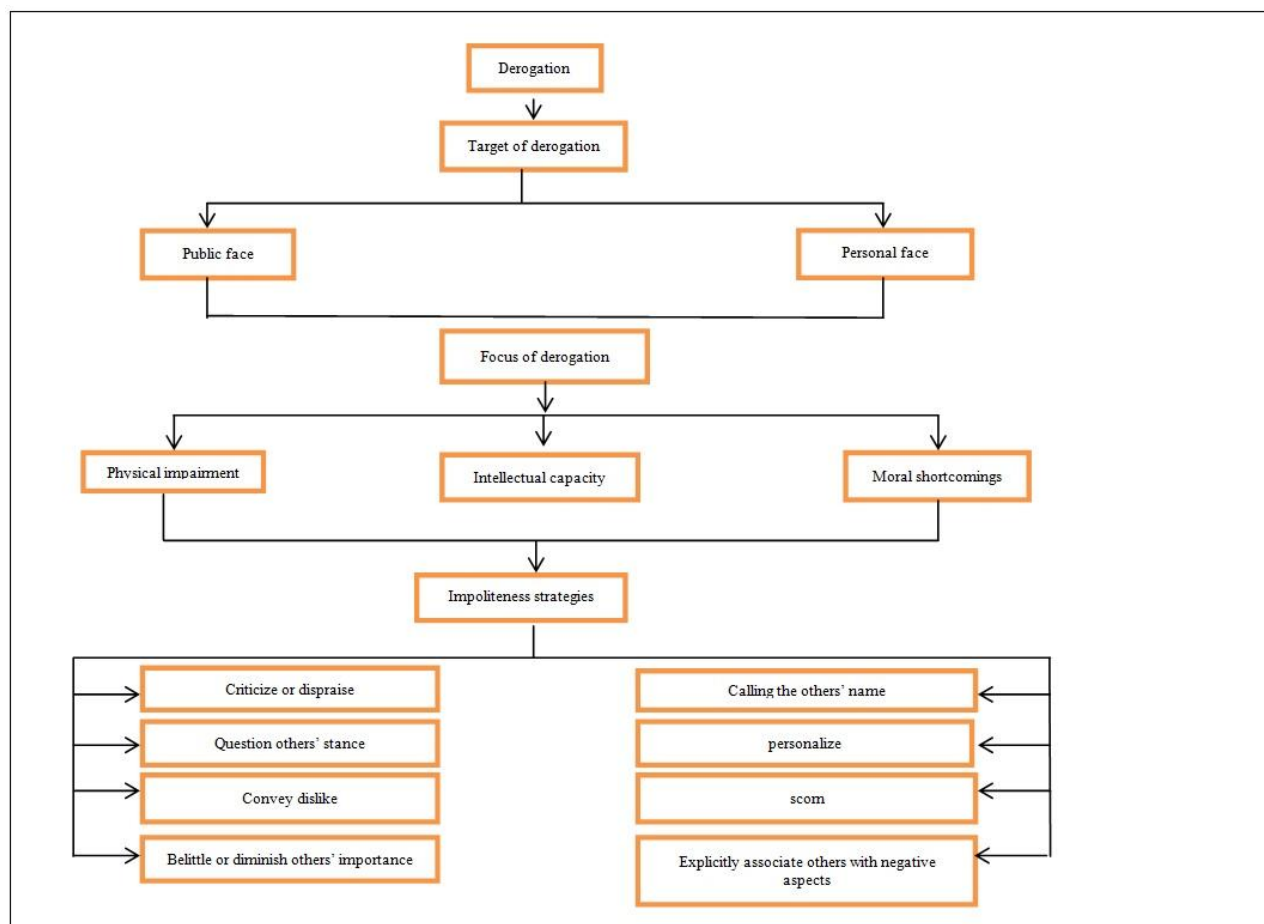 Derogation
Target of derogation
Public face
Personal face
Focus of derogation
Physical impairment
Intellectual capacity
Moral shortcomings
Impoliteness strategies
Criticize or dispraise
Calling the others’ name
Question others’ stance
personalize
Convey dislike
scorn
Belittle or diminish others’ importance
Explicitly associate others with negative
aspects